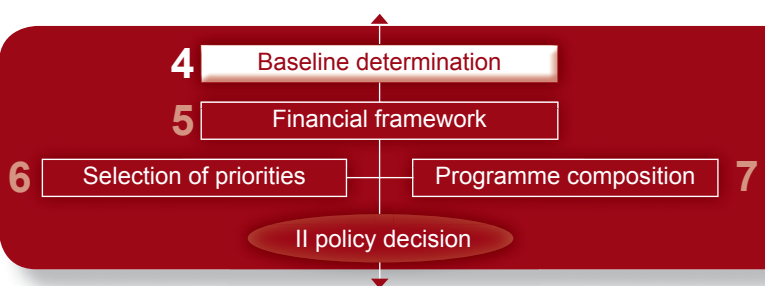 4 Baseline determination
5 Financial framework
6 Selection of priorities
Programme composition 7
II policy decision